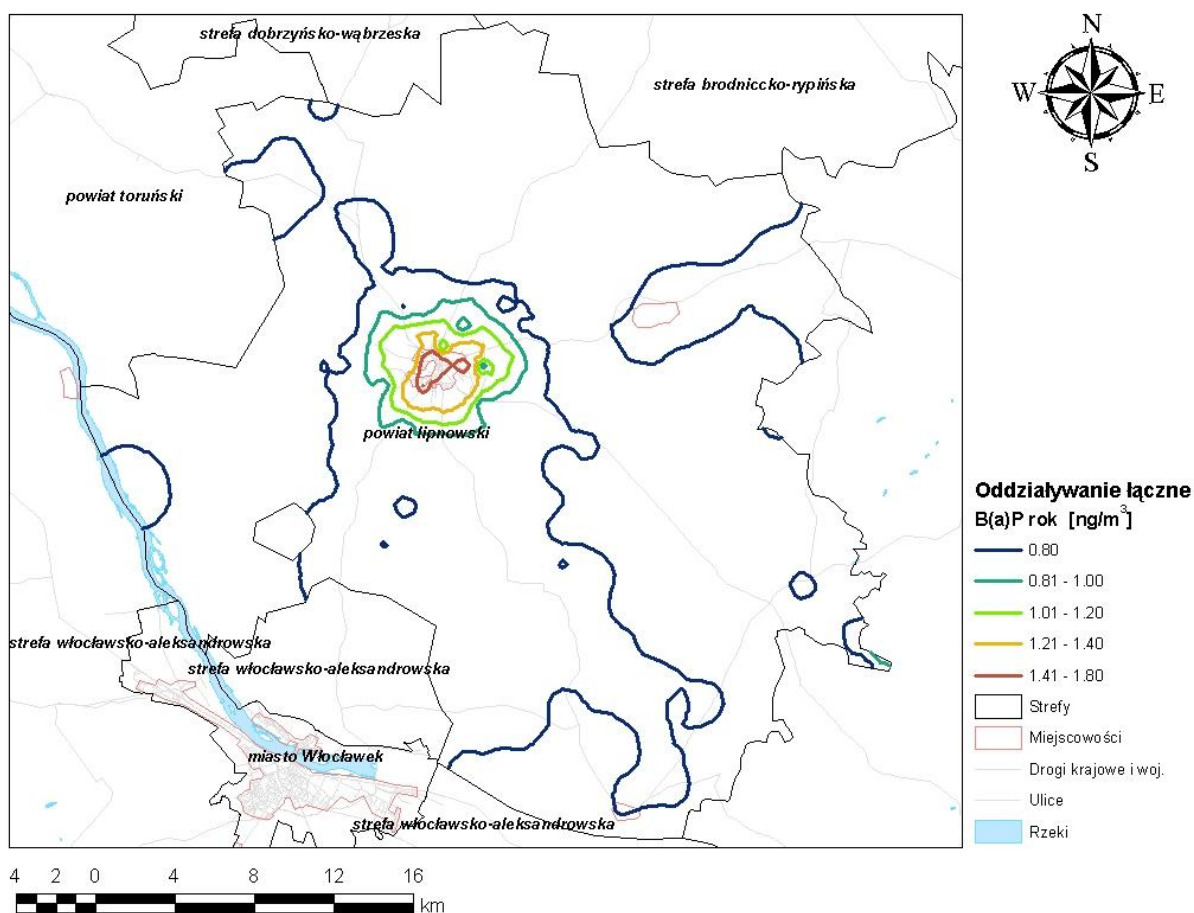 strefa dobrzyńsko-wąbrzeska
strefa brodniccko-rypińska
powiat toruński
powiat lipnowski
strefa włocławsko-aleksandrowska
strefa włocławsko-aleksandrowska
miasto Włocławek
strefa włocławsko-aleksandrowska
N
W E
S
Oddziaływanie łączne
B(a)P rok [ng/m³]
0.80
0.81 - 1.00
1.01 - 1.20
1.21 - 1.40
1.41 - 1.80
Strefy
Miejscowości
Drogi krajowe i woj.
Ulice
Rzeki
4 2 0 4 8 12 16
km